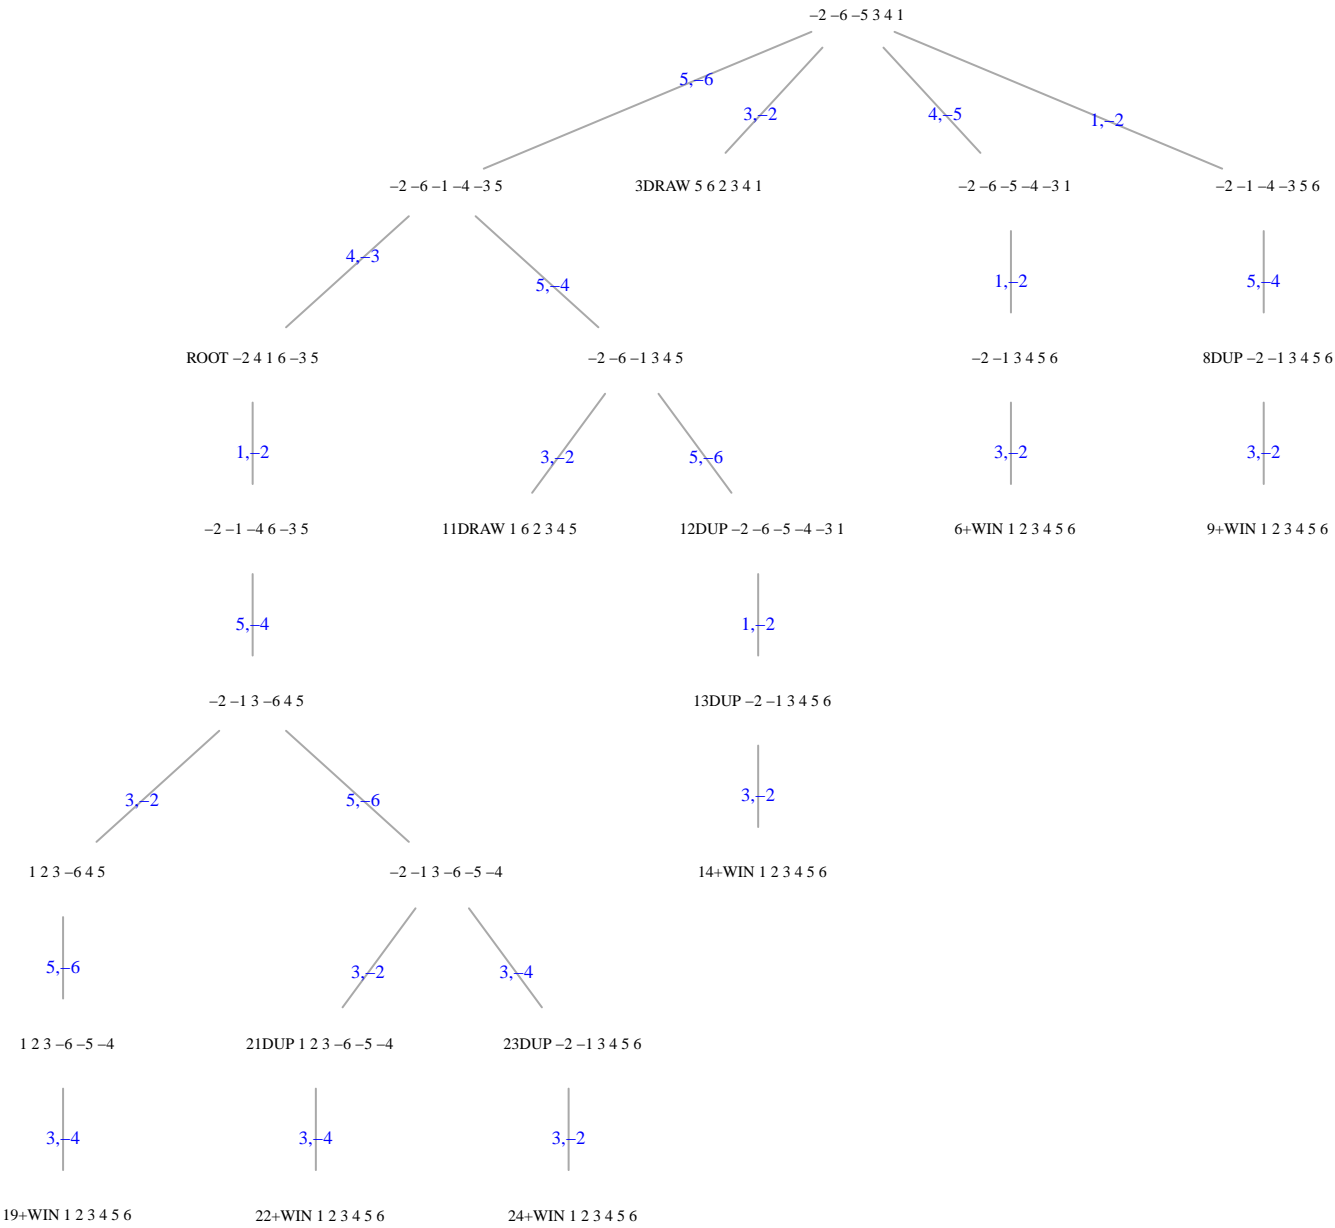 −2 −6 −5 3 4 1
5,−6
3,−2
4,−5
1,−2
−2 −6 −1 −4 −3 5
3DRAW 5 6 2 3 4 1
−2 −6 −5 −4 −3 1
−2 −1 −4 −3 5 6
4,−3
5,−4
1,−2
5,−4
ROOT −2 4 1 6 −3 5
−2 −6 −1 3 4 5
−2 −1 3 4 5 6
8DUP −2 −1 3 4 5 6
1,−2
3,−2
5,−6
3,−2
3,−2
−2 −1 −4 6 −3 5
11DRAW 1 6 2 3 4 5
12DUP −2 −6 −5 −4 −3 1
6+WIN 1 2 3 4 5 6
9+WIN 1 2 3 4 5 6
5,−4
1,−2
−2 −1 3 −6 4 5
13DUP −2 −1 3 4 5 6
3,−2
5,−6
3,−2
1 2 3 −6 4 5
−2 −1 3 −6 −5 −4
14+WIN 1 2 3 4 5 6
5,−6
3,−2
3,−4
1 2 3 −6 −5 −4
21DUP 1 2 3 −6 −5 −4
23DUP −2 −1 3 4 5 6
3,−4
3,−4
3,−2
19+WIN 1 2 3 4 5 6
22+WIN 1 2 3 4 5 6
24+WIN 1 2 3 4 5 6